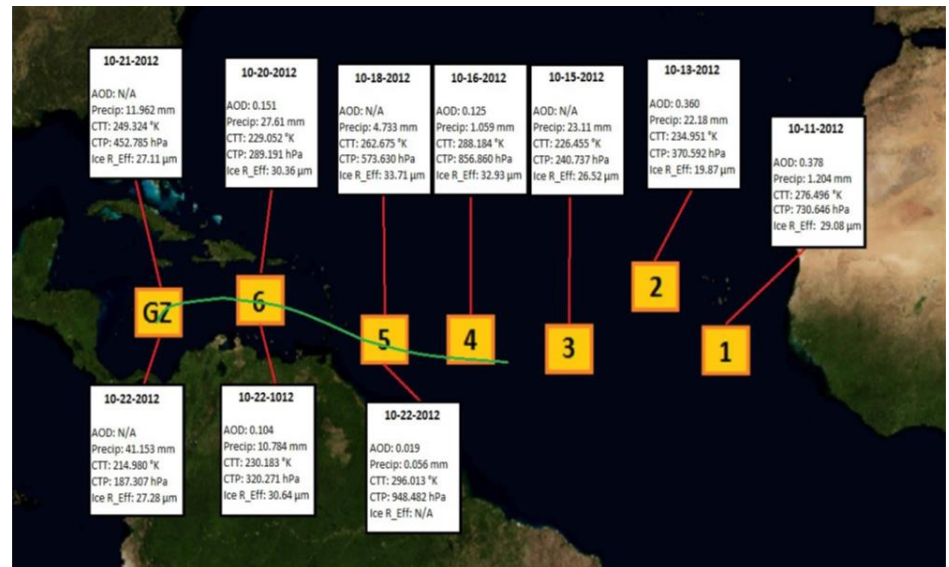 10-21-2012
AOD: N/A
Precip: 11.962 mm
CTT: 249.324 °K
CTP: 452.785 hPa
Ice R_Eff: 27.11 µm
10-20-2012
AOD: 0.151
Precip: 27.61 mm
CTT: 229.052 °K
CTP: 289.191 hPa
Ice R_Eff: 30.36 µm
10-18-2012
AOD: N/A
Precip: 4.733 mm
CTT: 262.675 °K
CTP: 573.630 hPa
Ice R_Eff: 33.71 µm
10-16-2012
AOD: 0.125
Precip: 1.059 mm
CTT: 288.184 °K
CTP: 856.860 hPa
Ice R_Eff: 32.93 µm
10-15-2012
AOD: N/A
Precip: 23.11 mm
CTT: 226.455 °K
CTP: 240.737 hPa
Ice R_Eff: 26.52 µm
10-13-2012
AOD: 0.360
Precip: 22.18 mm
CTT: 234.951 °K
CTP: 370.592 hPa
Ice R_Eff: 19.87 µm
10-11-2012
AOD: 0.378
Precip: 1.204 mm
CTT: 276.496 °K
CTP: 730.646 hPa
Ice R_Eff: 29.08 µm
GZ
6
5
4
3
2
1
10-22-2012
AOD: N/A
Precip: 41.153 mm
CTT: 214.980 °K
CTP: 187.307 hPa
Ice R_Eff: 27.28 µm
10-22-1012
AOD: 0.104
Precip: 10.784 mm
CTT: 230.183 °K
CTP: 320.271 hPa
Ice R_Eff: 30.64 µm
10-22-2012
AOD: 0.019
Precip: 0.056 mm
CTT: 296.013 °K
CTP: 948.482 hPa
Ice R_Eff: N/A